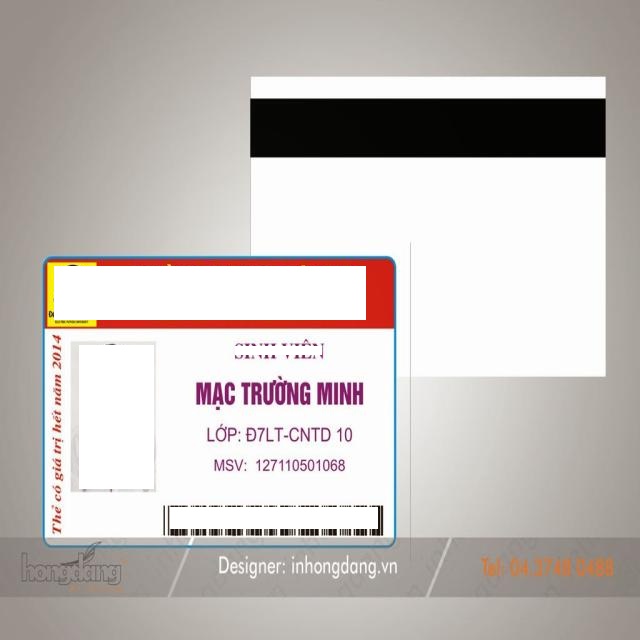 Thẻ có giá trị hết năm 2014
SINH VIÊN
MẠC TRƯỜNG MINH
LỚP: Đ7LT-CNTD 10
MSV: 127110501068
hongdang
Designer: inhongdang.vn
Tel: 04.3748 0488